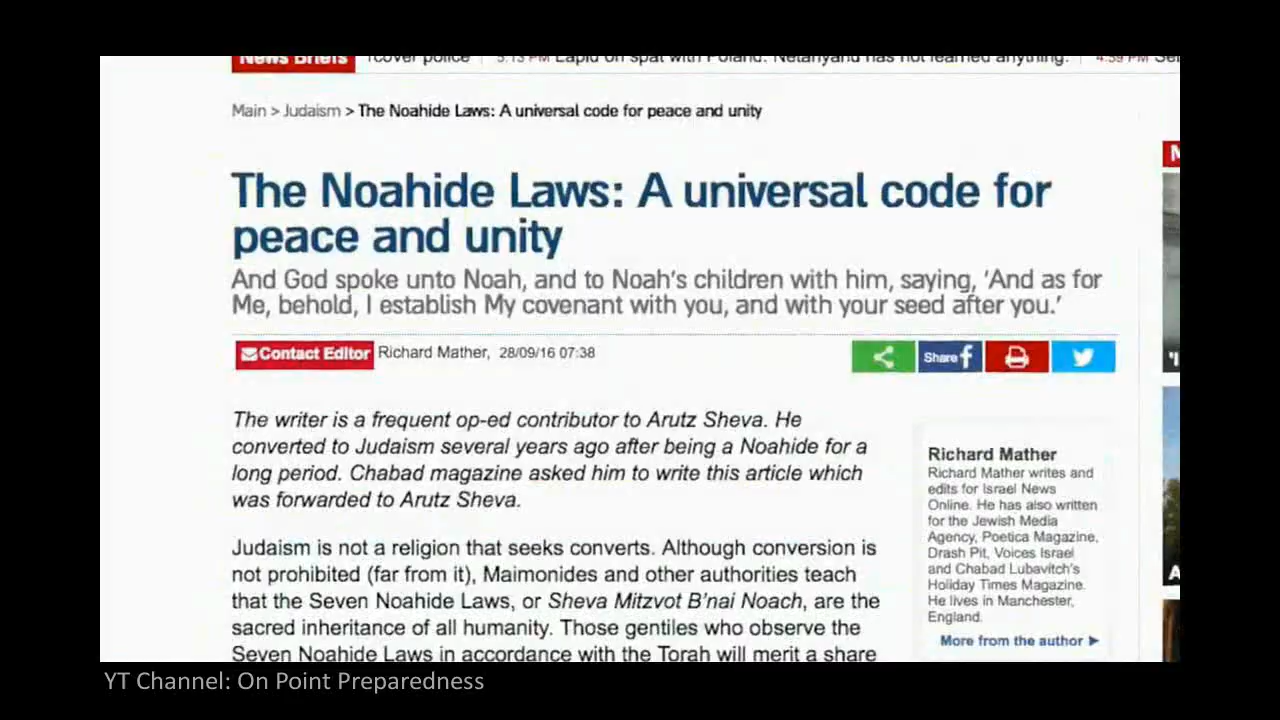 News Briefs
5:13 PM Lapid on spat with Poland: Netanyahu has not learned anything. 4:59 PM
Main > Judaism > The Noahide Laws: A universal code for peace and unity
The Noahide Laws: A universal code for
peace and unity
And God spoke unto Noah, and to Noah's children with him, saying, 'And as for
Me, behold, I establish My covenant with you, and with your seed after you.'
Contact Editor Richard Mather, 28/09/16 07:38
Share f
The writer is a frequent op-ed contributor to Arutz Sheva. He
converted to Judaism several years ago after being a Noahide for a
long period. Chabad magazine asked him to write this article which
was forwarded to Arutz Sheva.
Judaism is not a religion that seeks converts. Although conversion is
not prohibited (far from it), Maimonides and other authorities teach
that the Seven Noahide Laws, or Sheva Mitzvot B'nai Noach, are the
sacred inheritance of all humanity. Those gentiles who observe the
Seven Noahide Laws in accordance with the Torah will merit a share
Richard Mather
Richard Mather writes and
edits for Israel News
Online. He has also written
for the Jewish Media
Agency, Poetica Magazine,
Drash Pit, Voices Israel
and Chabad Lubavitch's
Holiday Times Magazine.
He lives in Manchester,
England.
More from the author ►
YT Channel: On Point Preparedness